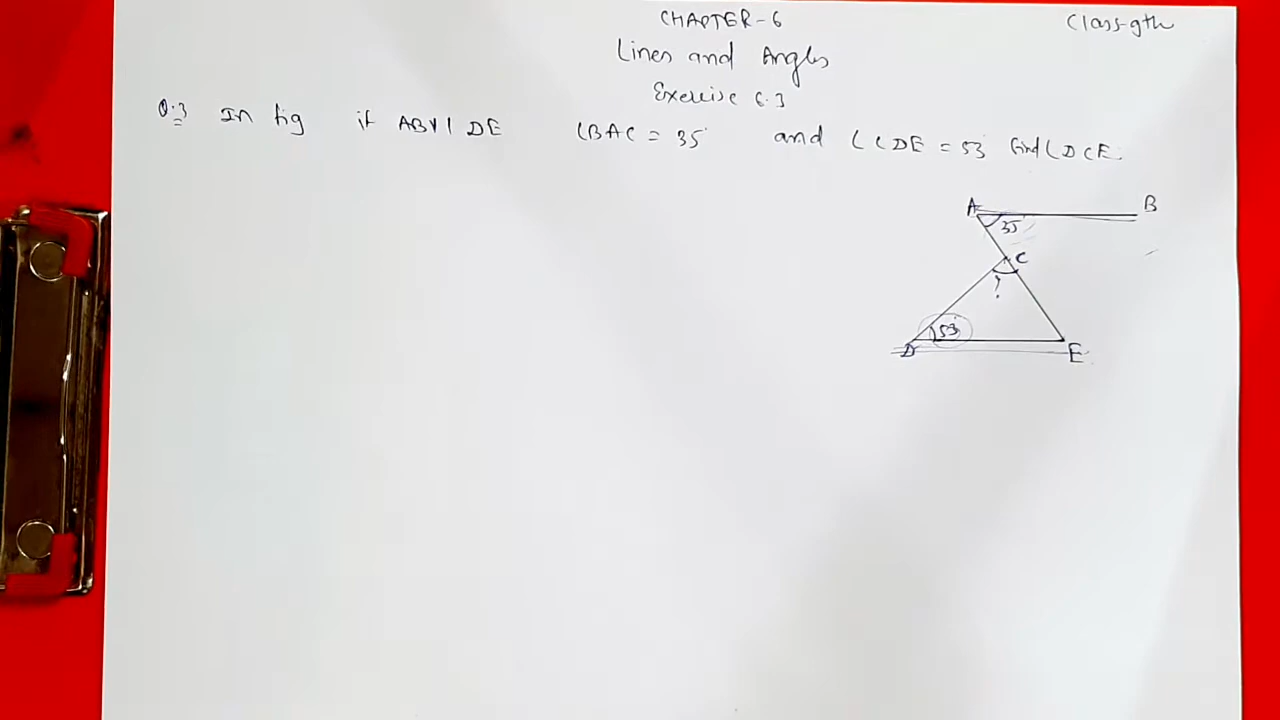 CHAPTER-6
Class-9th
Lines and Angles
Exercise 6.3
Q.3 In fig if AB || DE ∠BAC = 35° and ∠CDE = 53° find ∠DCE.
A B
35
C
?
53°
D E